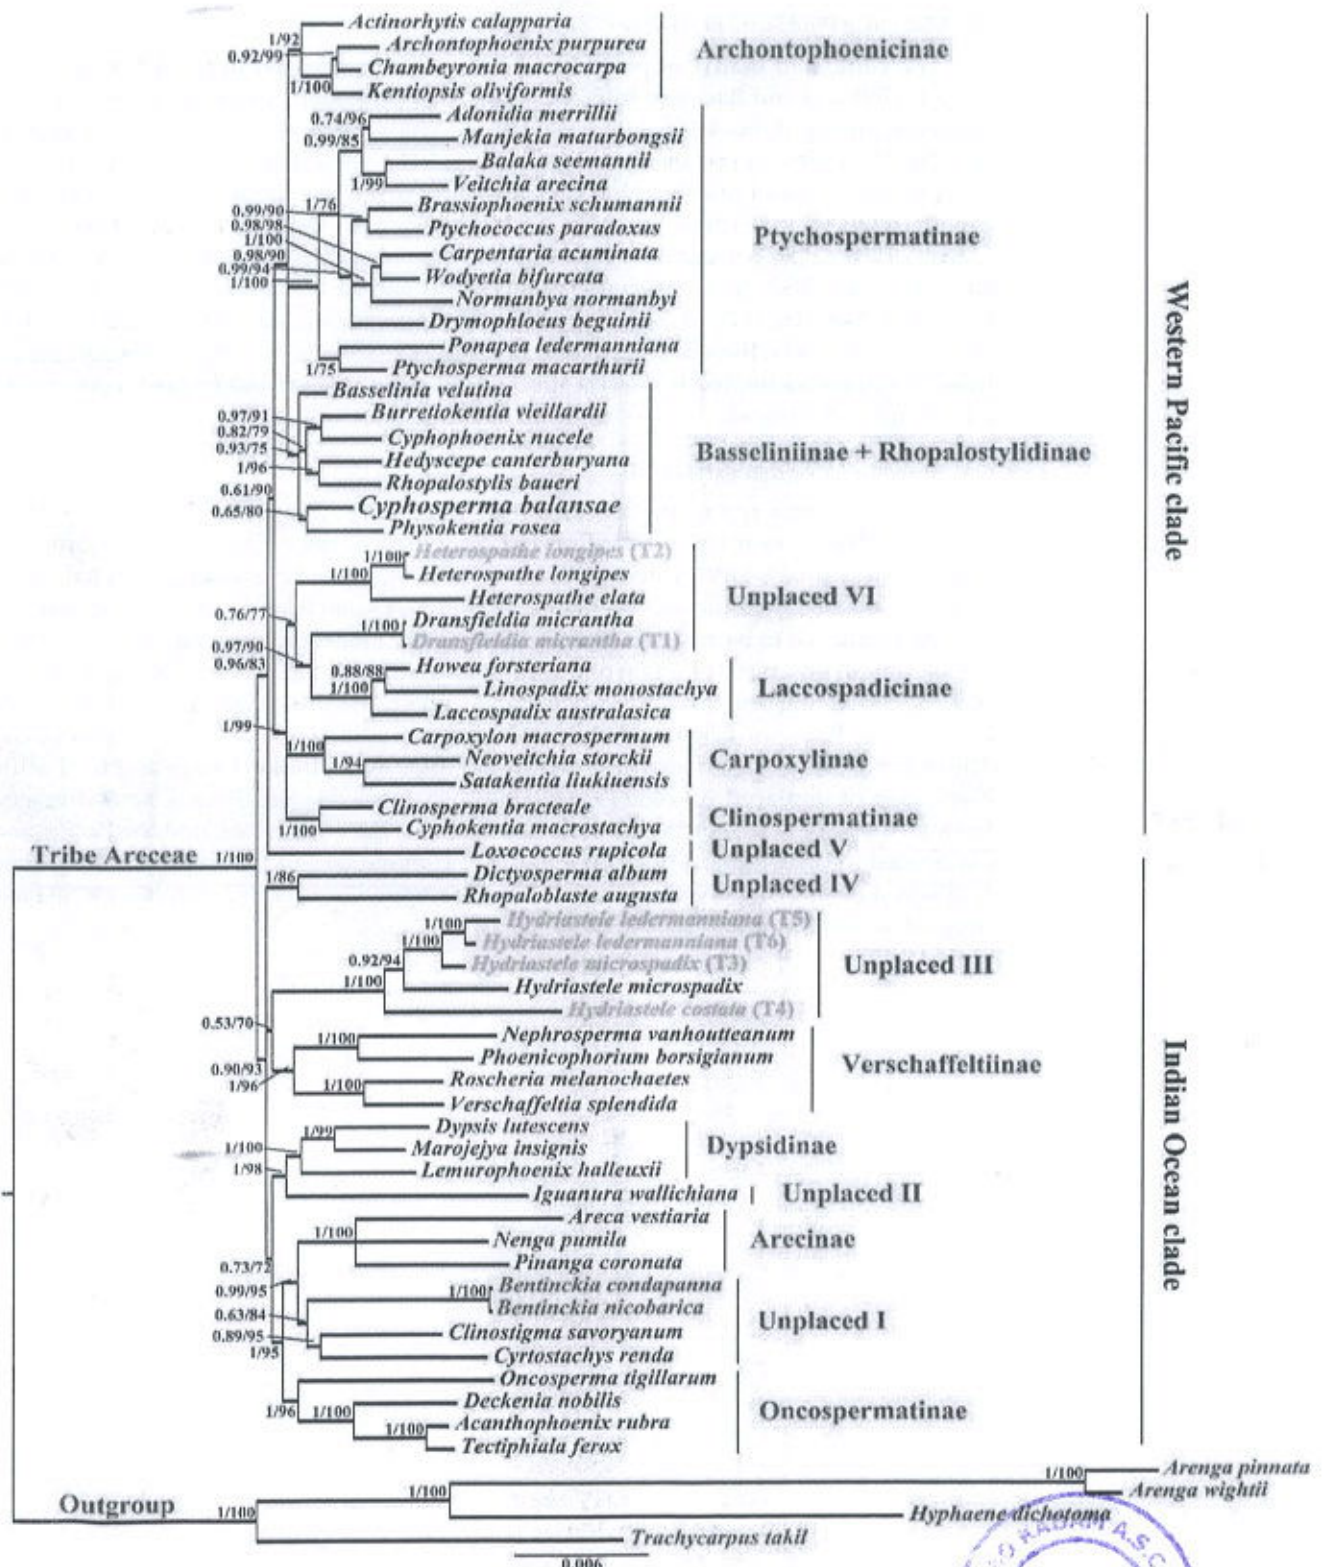 Actinorhytis calapparia
1/92
Archontophoenix purpurea
0.92/99
Archontophoenicinae
Chambeyronia macrocarpa
1/100
Kentiopsis oliviformis
Adonidia merrillii
0.74/96
Manjekia maturbongsii
0.99/85
Balaka seemannii
1/99
Veitchia arecina
1/76
Brassiophoenix schumannii
0.99/90
Ptychococcus paradoxus
0.98/98
1/100
Ptychospermatinae
Carpentaria acuminata
0.98/90
0.99/94
Wodyetia bifurcata
1/100
Normanbya normanbyi
Drymophloeus beguinii
Ponapea ledermanniana
1/75
Ptychosperma macarthurii
Basselinia velutina
0.97/91
Burretiokentia vieillardii
0.82/79
Cyphophoenix nucele
0.93/75
Basseliniinae + Rhopalostylidinae
Hedyscepe canterburyana
1/96
Rhopalostylis baueri
0.61/90
Cyphosperma balansae
0.65/80
Physokentia rosea
Western Pacific clade
Heterospathe longipes (T2)
1/100
Heterospathe longipes
1/100
Heterospathe elata
Unplaced VI
0.76/77
Dransfieldia micrantha
1/100
Dransfieldia micrantha (T1)
0.97/90
0.96/83
Howea forsteriana
0.88/88
Linospadix monostachya
1/100
Laccospadicinae
Laccospadix australasica
1/99
Carpoxylon macrospermum
1/100
Neoveitchia storckii
1/94
Carpoxylinae
Satakentia liukiuensis
Clinosperma bracteale
1/100
Cyphokentia macrostachya
Clinospermatinae
Tribe Areceae
1/100
Loxococcus rupicola
Unplaced V
1/86
Dictyosperma album
Unplaced IV
Rhopaloblaste augusta
Hydriastele ledermanniana (T5)
1/100
Hydriastele ledermanniana (T6)
1/100
Hydriastele microspadix (T3)
0.92/94
Unplaced III
1/100
Hydriastele microspadix
Hydriastele costata (T4)
0.53/70
Nephrosperma vanhoutteanum
1/100
Phoenicophorium borsigianum
0.90/93
Verschaffeltiinae
1/96
Roscheria melanochaetes
1/100
Verschaffeltia splendida
Dypsis lutescens
1/99
Marojejya insignis
1/100
Dypsidinae
Lemurophoenix halleuxii
1/98
Iguanura wallichiana
Unplaced II
Indian Ocean clade
Areca vestiaria
1/100
Nenga pumila
Arecinae
Pinanga coronata
0.99/95
Bentinckia condapanna
1/100
Bentinckia nicobarica
0.63/84
Unplaced I
Clinostigma savoryanum
0.89/95
Cyrtostachys renda
1/95
Oncosperma tigillarum
Deckenia nobilis
1/96
1/100
Oncospermatinae
Acanthophoenix rubra
1/100
Tectiphiala ferox
Arenga pinnata
1/100
Arenga wightii
1/100
Outgroup
1/100
Hyphaene dichotoma
Trachycarpus takil
0.006
KADAM A.S.C.